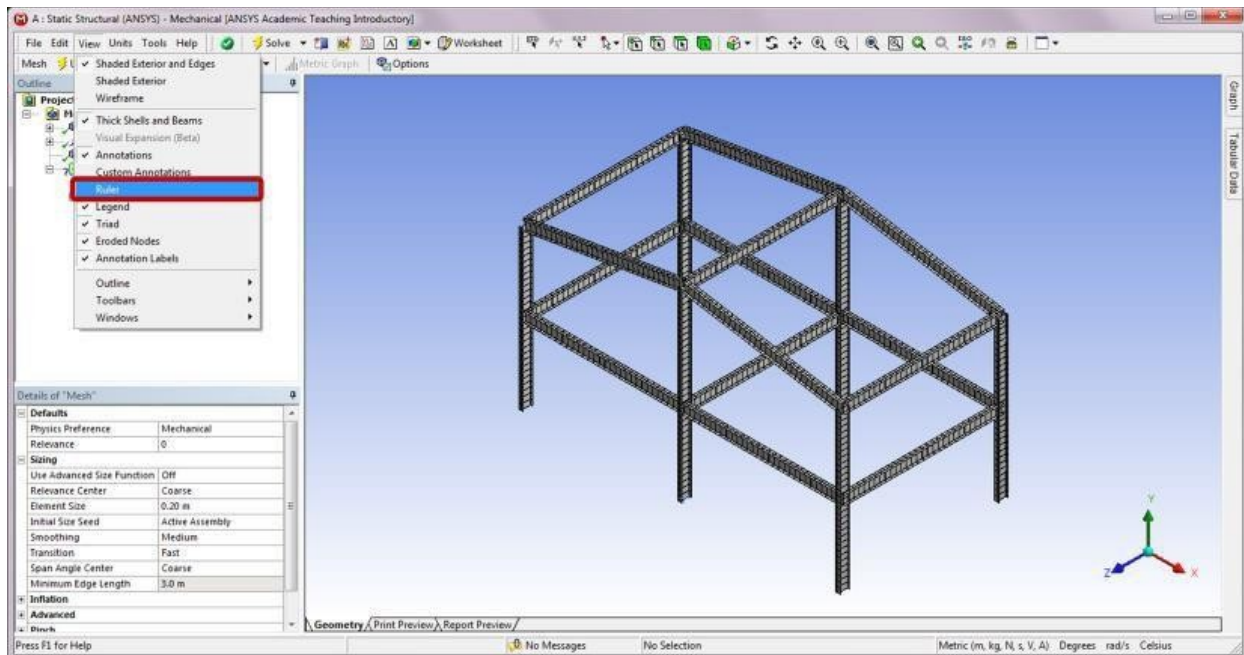 A : Static Structural (ANSYS) - Mechanical [ANSYS Academic Teaching Introductory]
File Edit View Units Tools Help Solve Worksheet
Mesh Metric Graph Options
Outline
Project
Shaded Exterior and Edges
Shaded Exterior
Wireframe
Thick Shells and Beams
Visual Expansion (Beta)
Annotations
Custom Annotations
Ruler
Legend
Triad
Eroded Nodes
Annotation Labels
Outline
Toolbars
Windows
Graph
Tabular Data
Details of "Mesh"
Defaults
Physics Preference Mechanical
Relevance 0
Sizing
Use Advanced Size Function Off
Relevance Center Coarse
Element Size 0.20 m
Initial Size Seed Active Assembly
Smoothing Medium
Transition Fast
Span Angle Center Coarse
Minimum Edge Length 3.0 m
Inflation
Advanced
Pinch
Y
Z X
Geometry Print Preview Report Preview
Press F1 for Help No Messages No Selection Metric (m, kg, N, s, V, A) Degrees rad/s Celsius